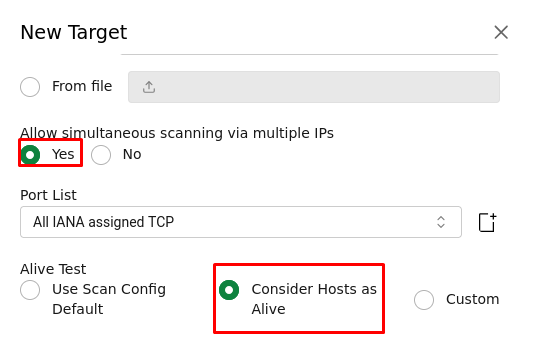 New Target
From file
Allow simultaneous scanning via multiple IPs
Yes No
Port List
All IANA assigned TCP
Alive Test
Use Scan Config Default
Consider Hosts as Alive
Custom